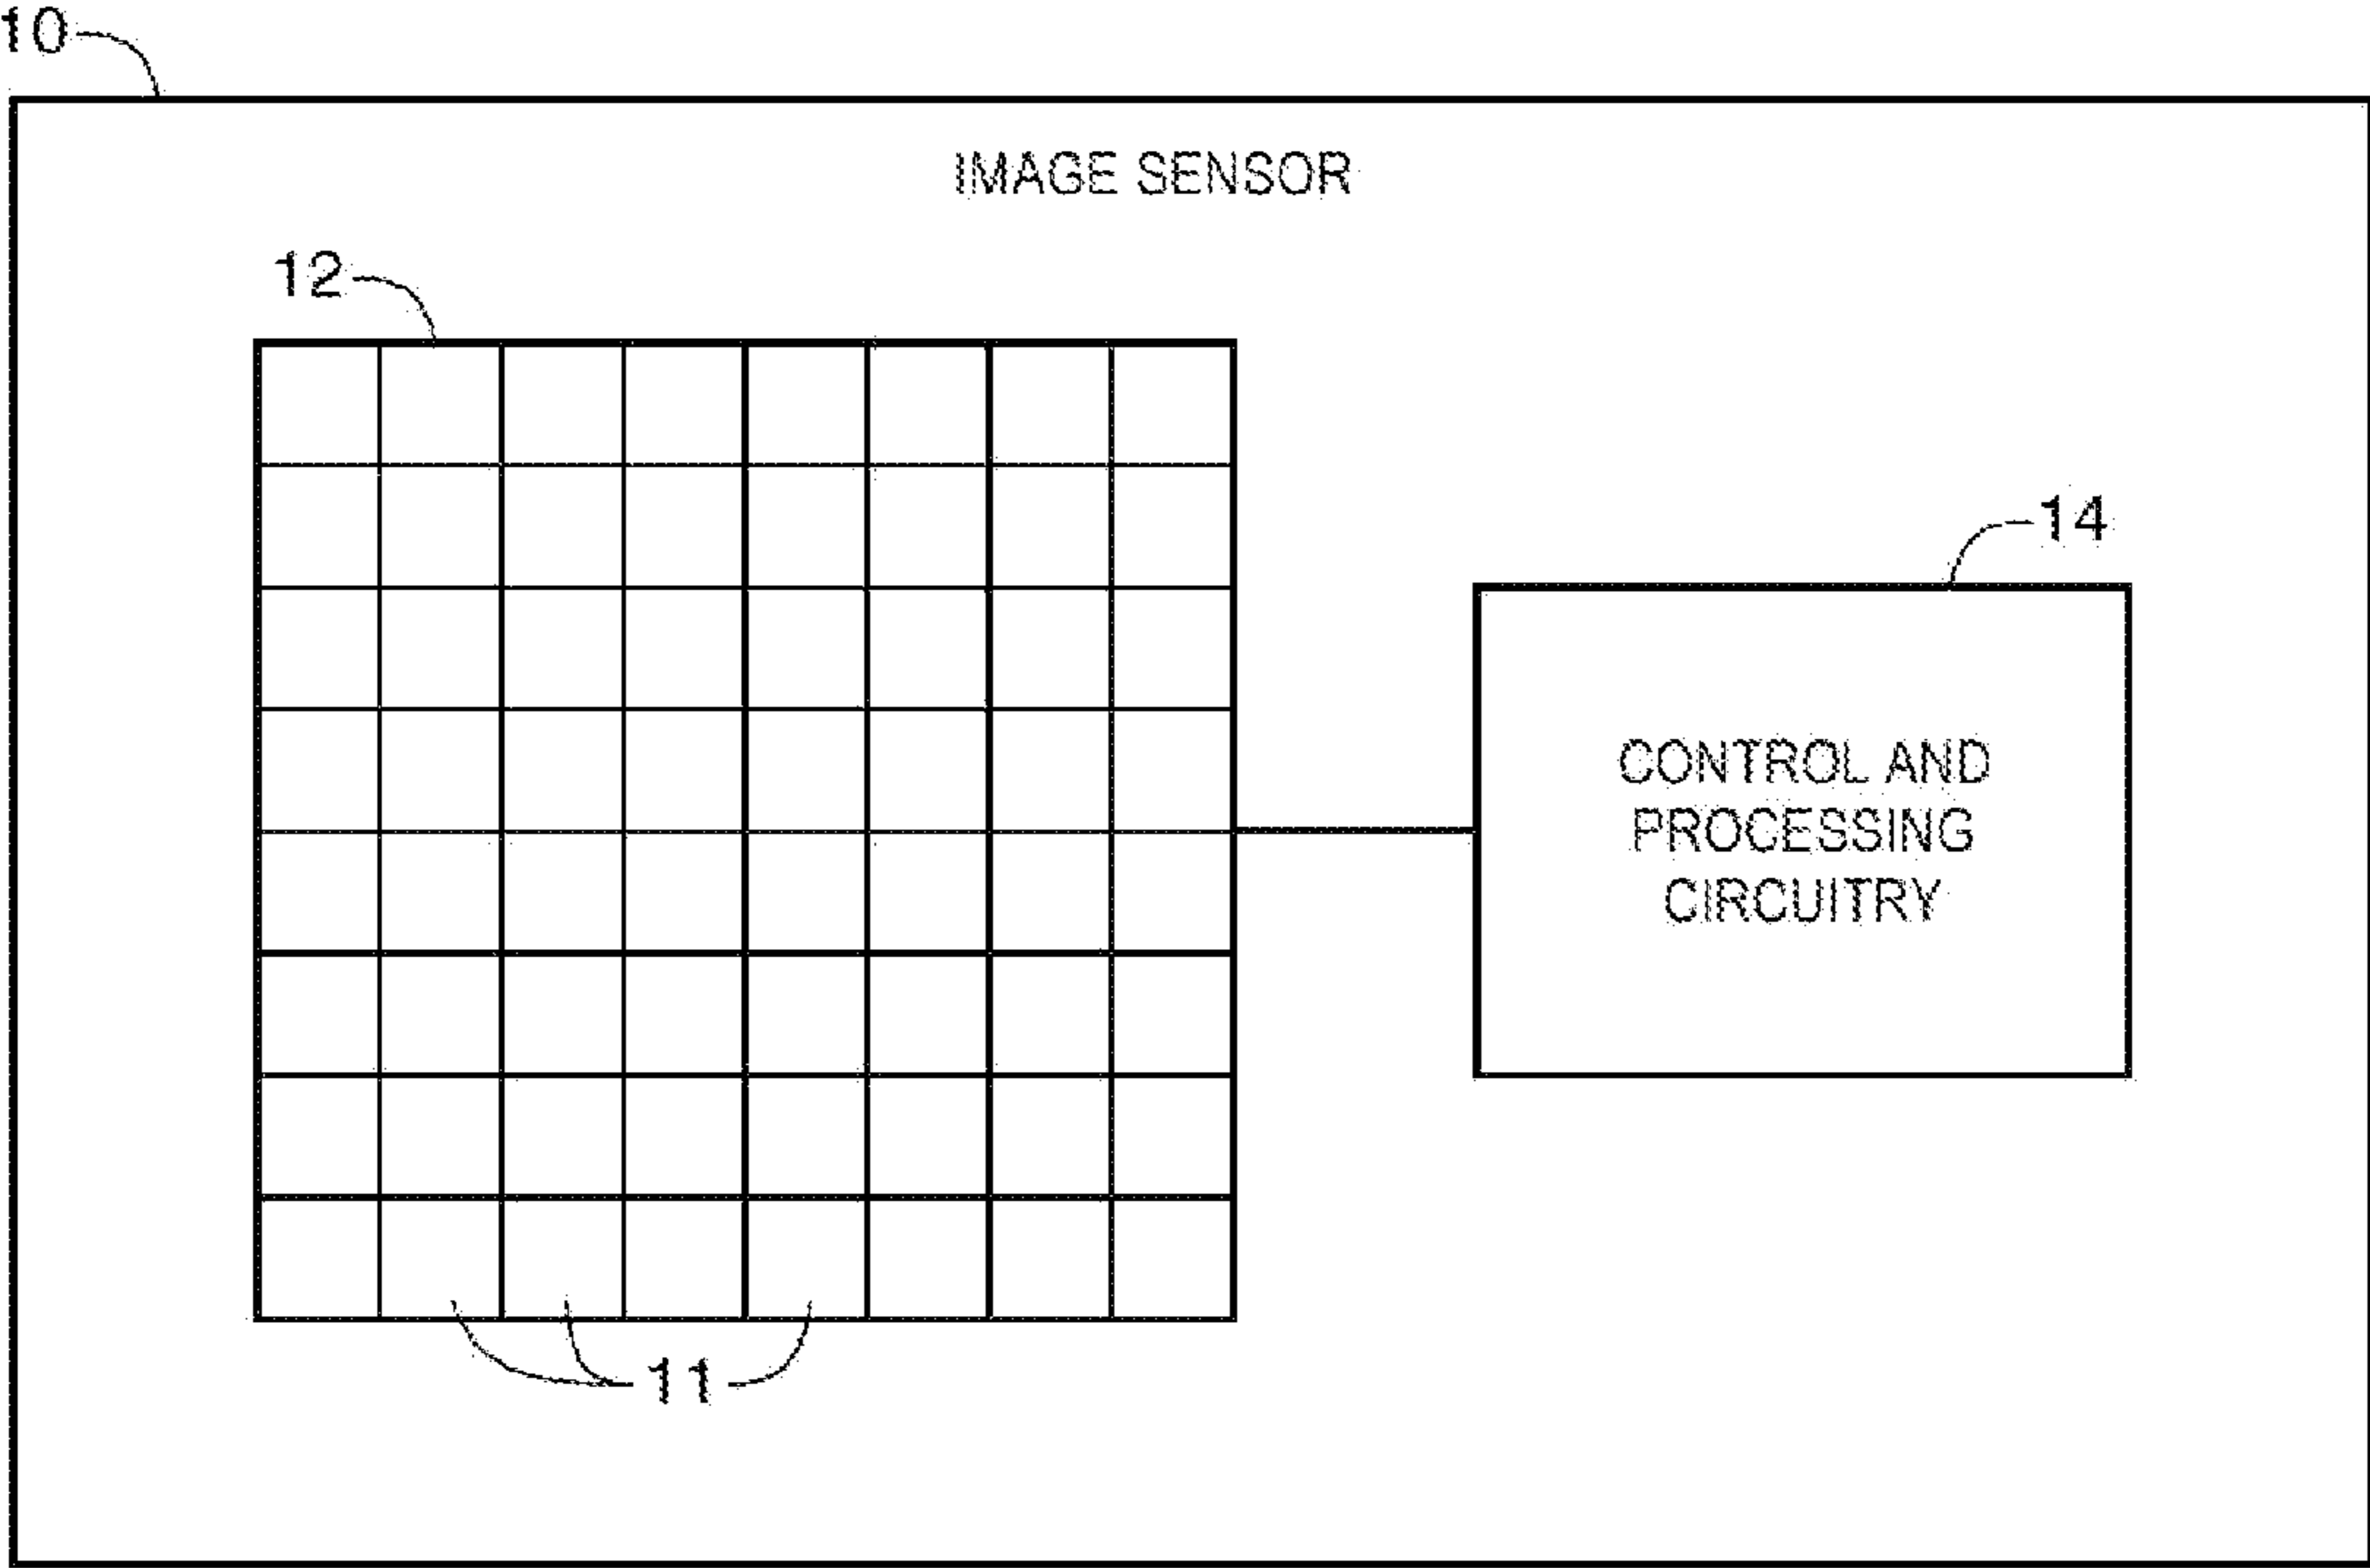 10
IMAGE SENSOR
12
14
CONTROL AND
PROCESSING
CIRCUITRY
11